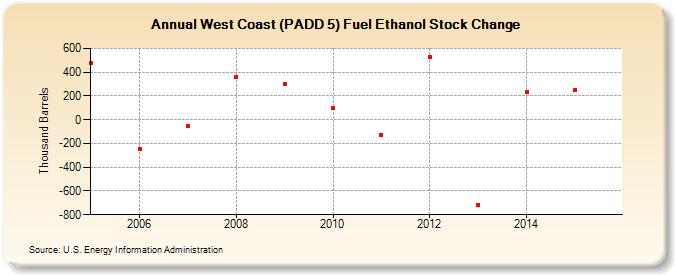 Annual West Coast (PADD 5) Fuel Ethanol Stock Change
Thousand Barrels
600
400
200
0
-200
-400
-600
-800
2006 2008 2010 2012 2014
Source: U.S. Energy Information Administration